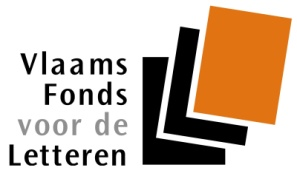 Vlaams
Fonds
voor de
Letteren